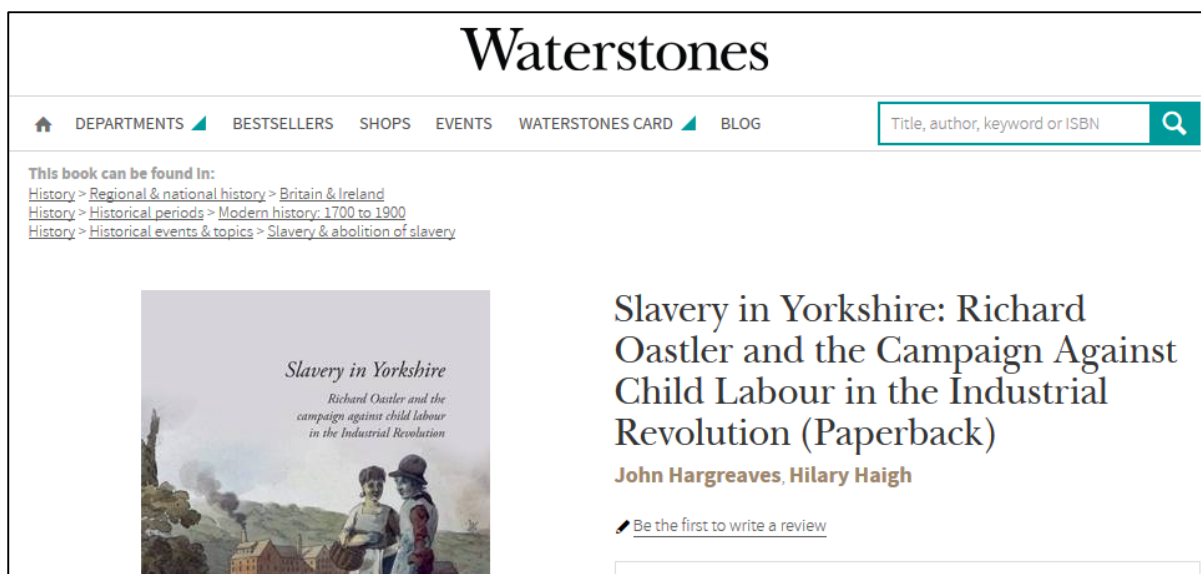 Waterstones
DEPARTMENTS BESTSELLERS SHOPS EVENTS WATERSTONES CARD BLOG Title, author, keyword or ISBN
This book can be found in:
History > Regional & national history > Britain & Ireland
History > Historical periods > Modern history: 1700 to 1900
History > Historical events & topics > Slavery & abolition of slavery
Slavery in Yorkshire
Richard Oastler and the
campaign against child labour
in the Industrial Revolution
Slavery in Yorkshire: Richard
Oastler and the Campaign Against
Child Labour in the Industrial
Revolution (Paperback)
John Hargreaves, Hilary Haigh
Be the first to write a review